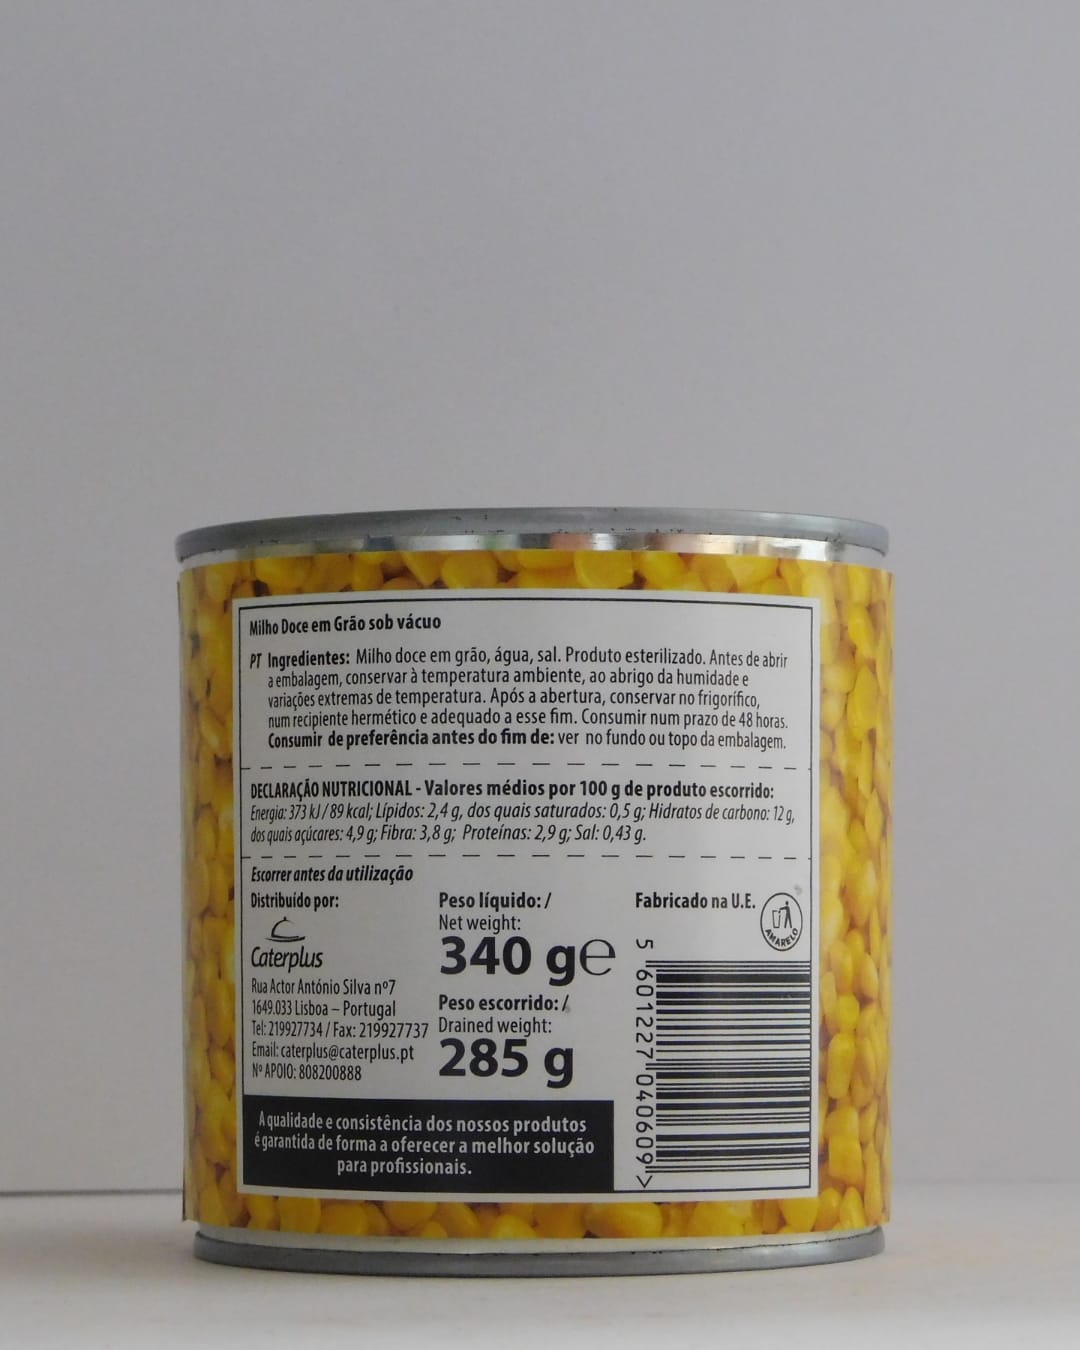 Milho Doce em Grão sob vácuo
PT Ingredientes: Milho doce em grão, água, sal. Produto esterilizado. Antes de abrir
a embalagem, conservar à temperatura ambiente, ao abrigo da humidade e
variações extremas de temperatura. Após a abertura, conservar no frigorífico,
num recipiente hermético e adequado a esse fim. Consumir num prazo de 48 horas.
Consumir de preferência antes do fim de: ver no fundo ou topo da embalagem.
DECLARAÇÃO NUTRICIONAL - Valores médios por 100 g de produto escorrido:
Energia: 373 kJ / 89 kcal; Lípidos: 2,4 g, dos quais saturados: 0,5 g; Hidratos de carbono: 12 g,
dos quais açúcares: 4,9 g; Fibra: 3,8 g; Proteínas: 2,9 g; Sal: 0,43 g.
Escorrer antes da utilização
Distribuído por:
Caterplus
Rua Actor António Silva nº7
1649.033 Lisboa – Portugal
Tel: 219927734 / Fax: 219927737
Email: caterplus@caterplus.pt
Nº APOIO: 808200888
Peso líquido: /
Net weight:
340 g e
Peso escorrido: /
Drained weight:
285 g
Fabricado na U.E.
AMARELO
5 601227 040609 >
A qualidade e consistência dos nossos produtos
é garantida de forma a oferecer a melhor solução
para profissionais.